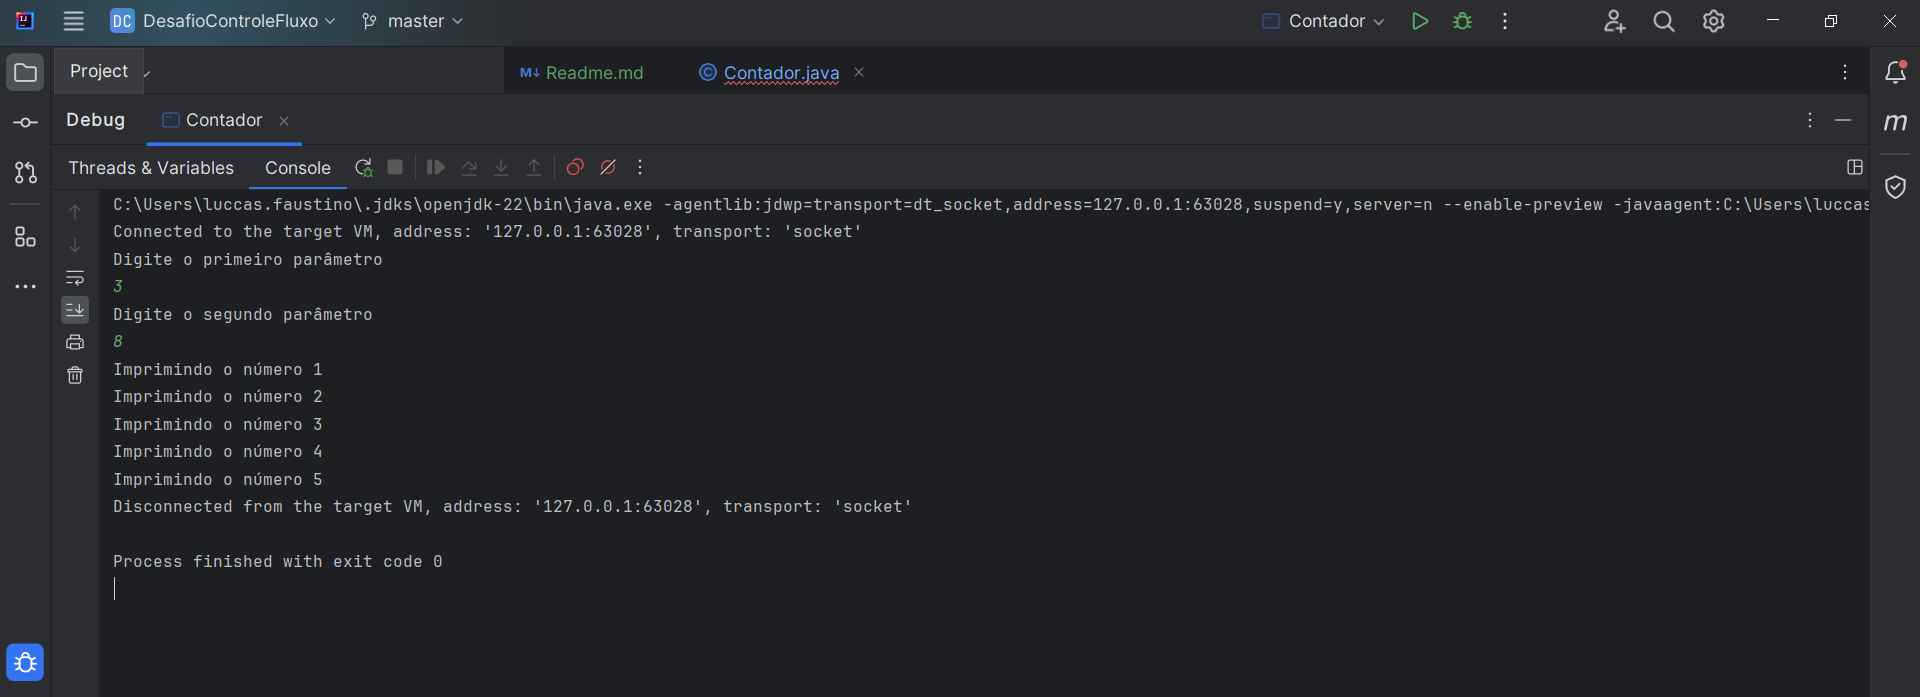 DC DesafioControleFluxo master Contador
Project
M↓ Readme.md Contador.java
Debug Contador
Threads & Variables Console
C:\Users\luccas.faustino\.jdks\openjdk-22\bin\java.exe -agentlib:jdwp=transport=dt_socket,address=127.0.0.1:63028,suspend=y,server=n --enable-preview -javaagent:C:\Users\luccas
Connected to the target VM, address: '127.0.0.1:63028', transport: 'socket'
Digite o primeiro parâmetro
3
Digite o segundo parâmetro
8
Imprimindo o número 1
Imprimindo o número 2
Imprimindo o número 3
Imprimindo o número 4
Imprimindo o número 5
Disconnected from the target VM, address: '127.0.0.1:63028', transport: 'socket'
Process finished with exit code 0